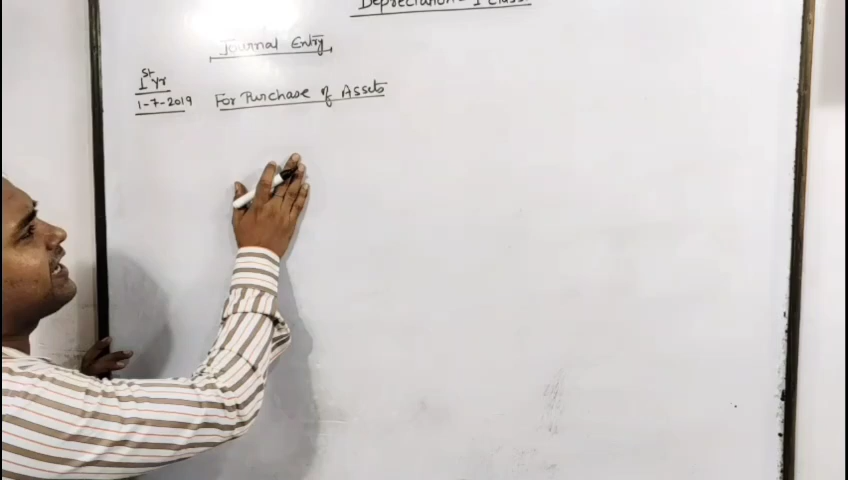 Depreciation - I Class
Journal Entry
1st yr
1-7-2019 For Purchase of Assets